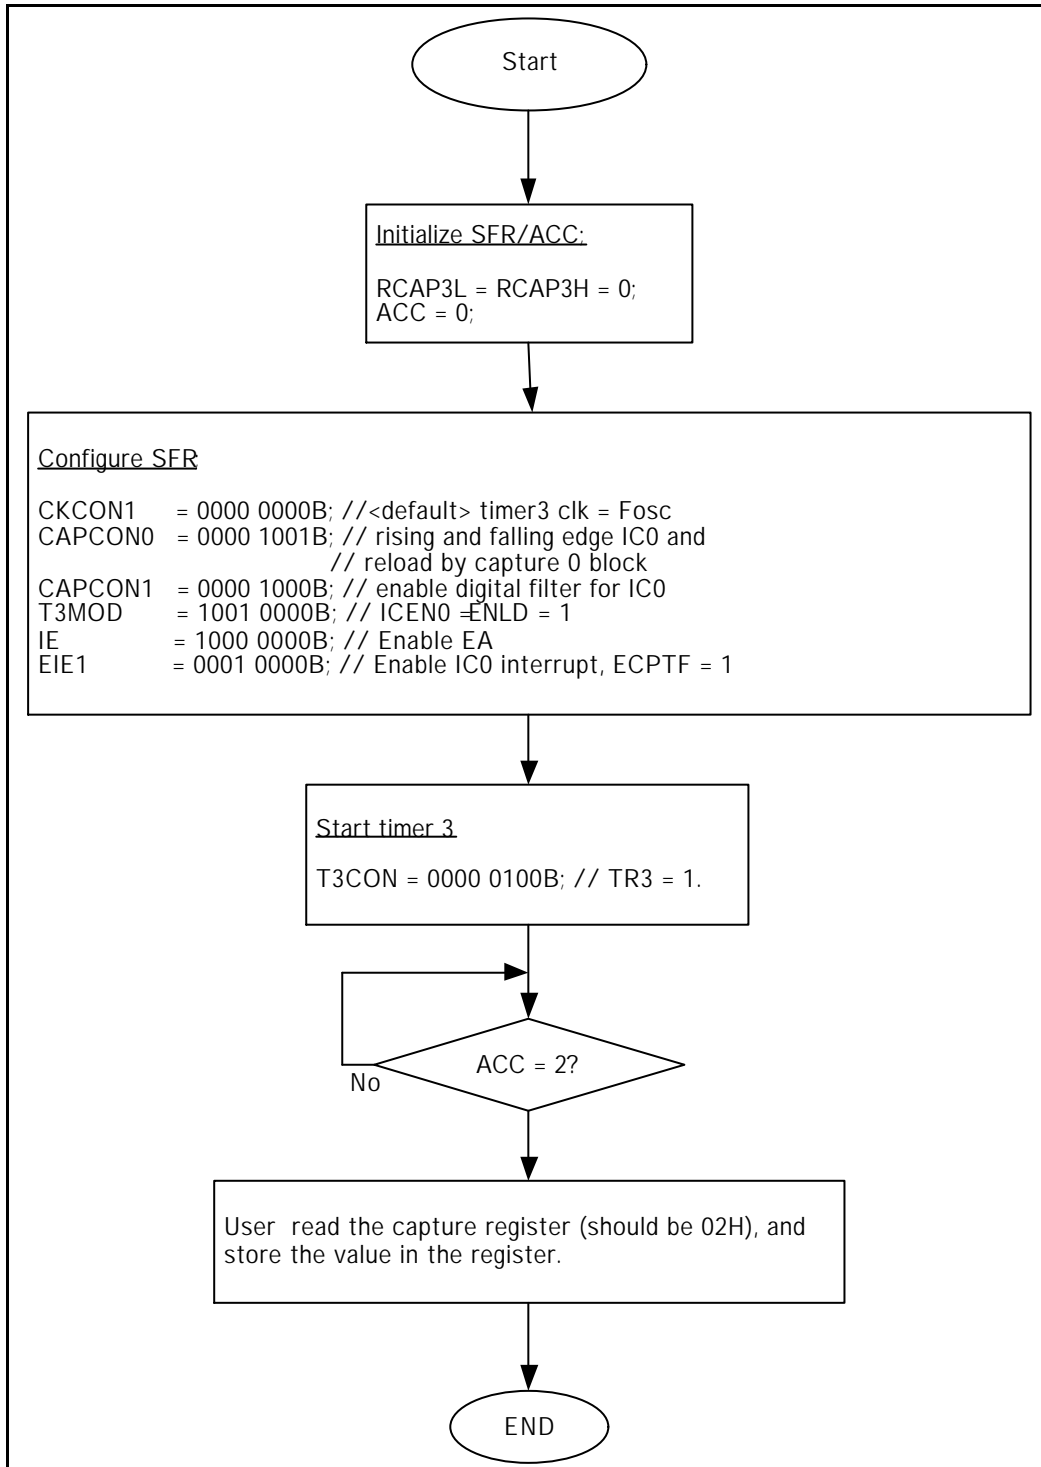 Start
Initialize SFR/ACC:
RCAP3L = RCAP3H = 0;
ACC = 0;
Configure SFR
CKCON1 = 0000 0000B; //<default> timer3 clk = Fosc
CAPCON0 = 0000 1001B; // rising and falling edge IC0 and
// reload by capture 0 block
CAPCON1 = 0000 1000B; // enable digital filter for IC0
T3MOD = 1001 0000B; // ICEN0 =ENLD = 1
IE = 1000 0000B; // Enable EA
EIE1 = 0001 0000B; // Enable IC0 interrupt, ECPTF = 1
Start timer 3
T3CON = 0000 0100B; // TR3 = 1.
ACC = 2?
No
User read the capture register (should be 02H), and
store the value in the register.
END